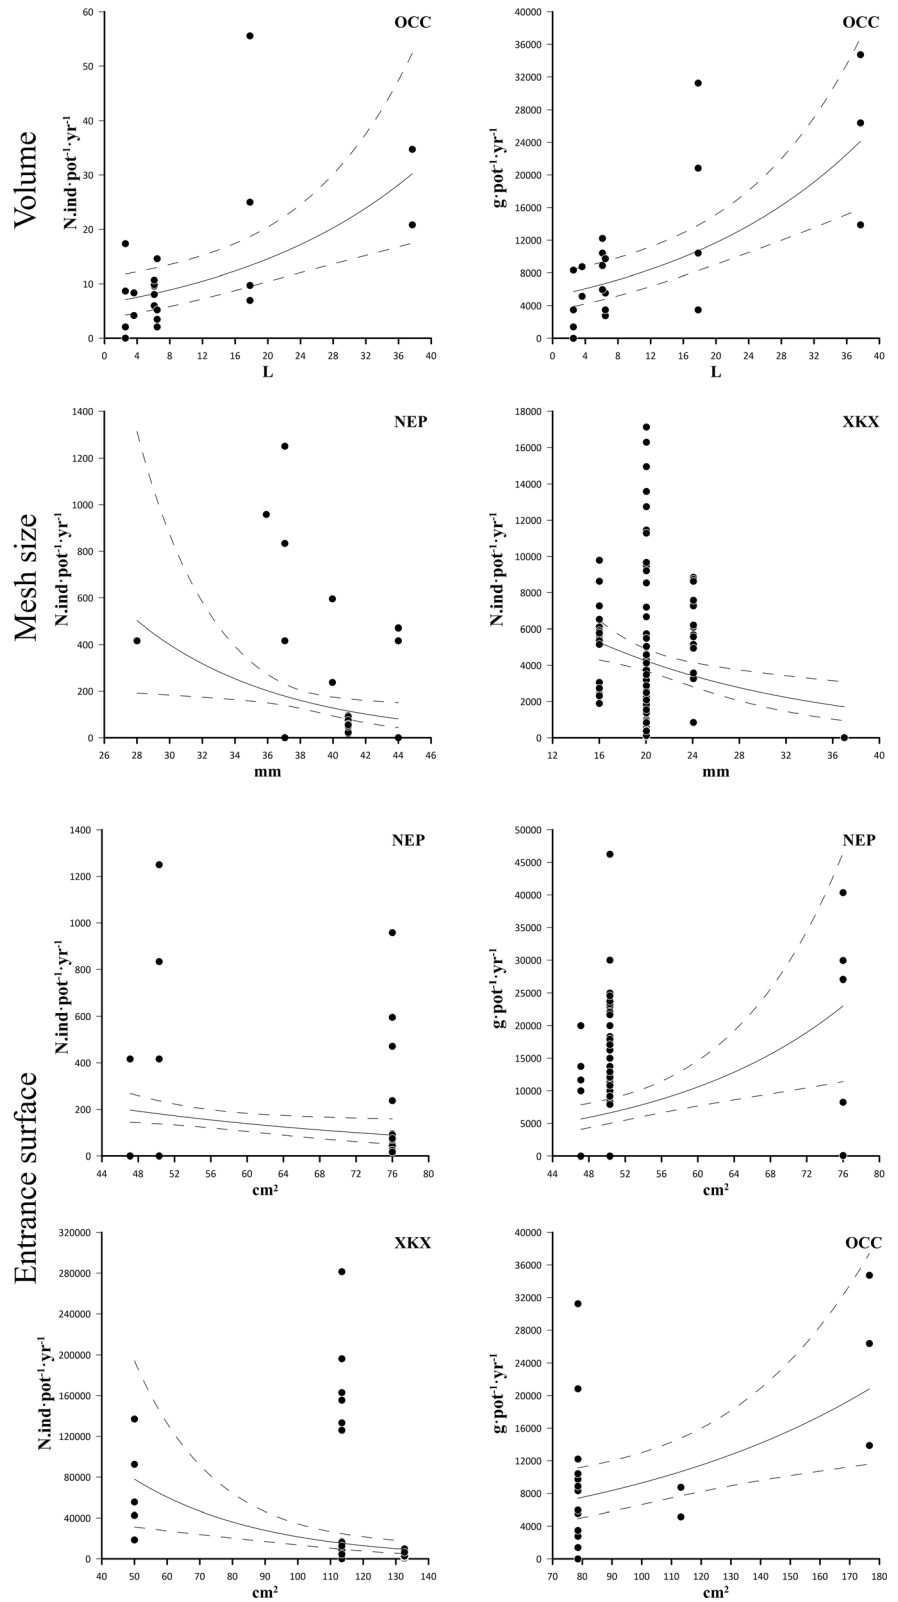 Volume
OCC
N.ind·pot-1·yr-1
60
50
40
30
20
10
0
0 4 8 12 16 20 24 28 32 36 40
L
OCC
g·pot-1·yr-1
40000
36000
32000
28000
24000
20000
16000
12000
8000
4000
0
0 4 8 12 16 20 24 28 32 36 40
L
Mesh size
NEP
N.ind·pot-1·yr-1
1400
1200
1000
800
600
400
200
0
26 28 30 32 34 36 38 40 42 44 46
mm
XKX
N.ind·pot-1·yr-1
18000
16000
14000
12000
10000
8000
6000
4000
2000
0
12 16 20 24 28 32 36 40
mm
Entrance surface
NEP
N.ind·pot-1·yr-1
1400
1200
1000
800
600
400
200
0
44 48 52 56 60 64 68 72 76 80
cm2
NEP
g·pot-1·yr-1
50000
45000
40000
35000
30000
25000
20000
15000
10000
5000
0
44 48 52 56 60 64 68 72 76 80
cm2
XKX
N.ind·pot-1·yr-1
320000
280000
240000
200000
160000
120000
80000
40000
0
40 50 60 70 80 90 100 110 120 130 140
cm2
OCC
g·pot-1·yr-1
40000
36000
32000
28000
24000
20000
16000
12000
8000
4000
0
70 80 90 100 110 120 130 140 150 160 170 180
cm2